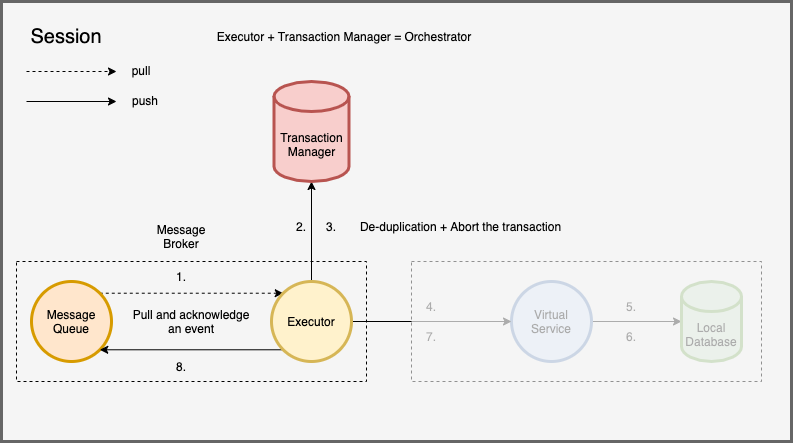 Session
Executor + Transaction Manager = Orchestrator
pull
push
Transaction
Manager
2.
3.
De-duplication + Abort the transaction
Message
Broker
1.
Message
Queue
Pull and acknowledge
an event
Executor
8.
4.
7.
Virtual
Service
5.
6.
Local
Database